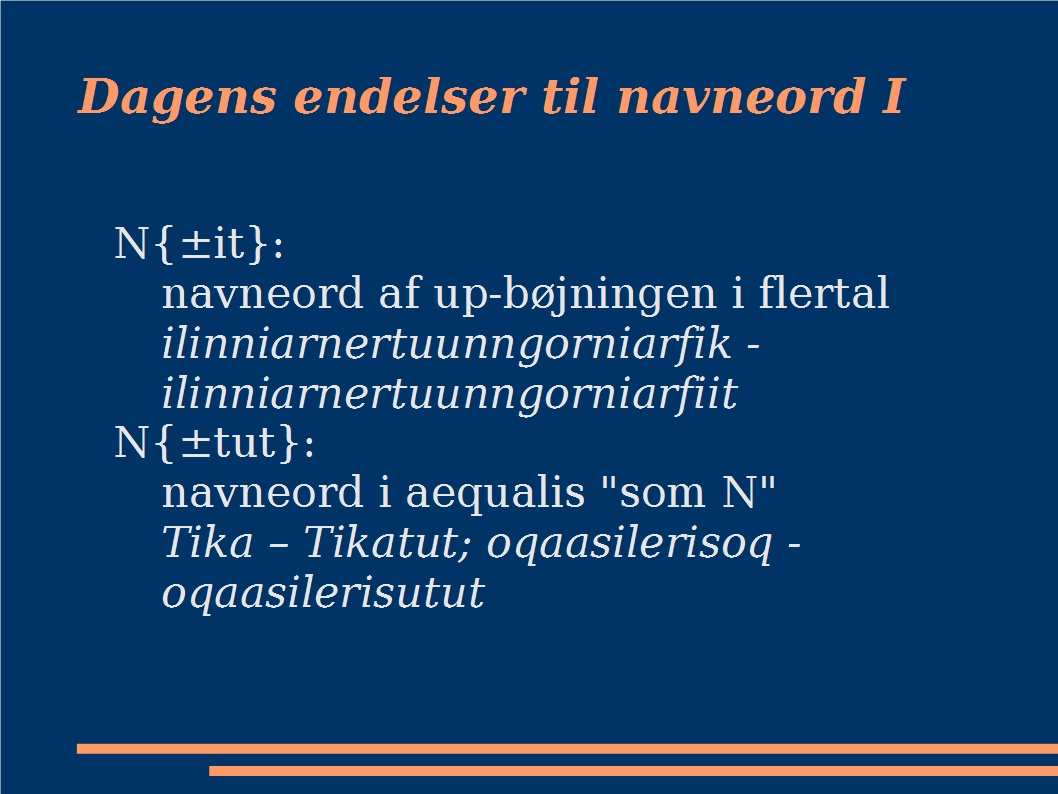 Dagens endelser til navneord I
N{±it}:
navneord af up-bøjningen i flertal
ilinniarnertuunngorniarfik -
ilinniarnertuunngorniarfiit
N{±tut}:
navneord i aequalis "som N"
Tika – Tikatut; oqaasilerisoq -
oqaasilerisutut